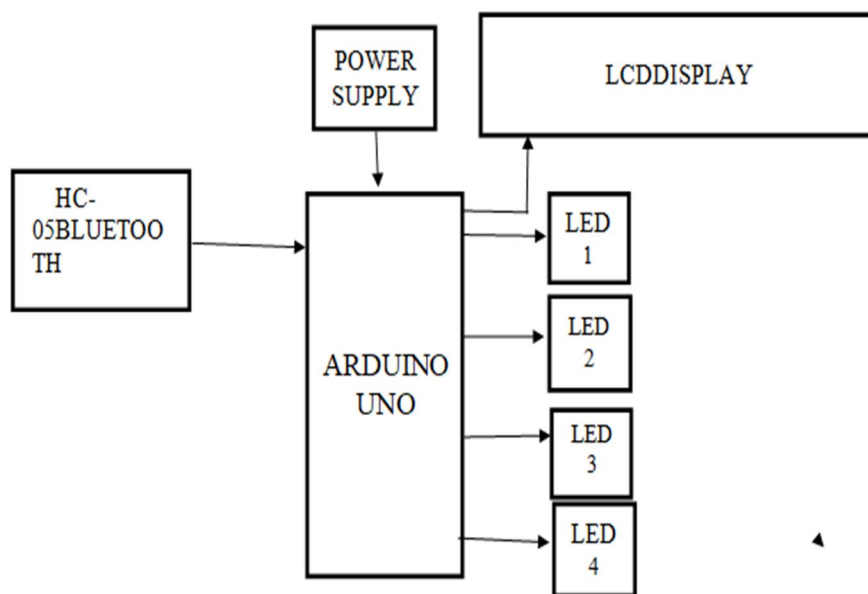 POWER
SUPPLY
LCDDISPLAY
HC-
05BLUETOO
TH
LED
1
LED
2
ARDUINO
UNO
LED
3
LED
4